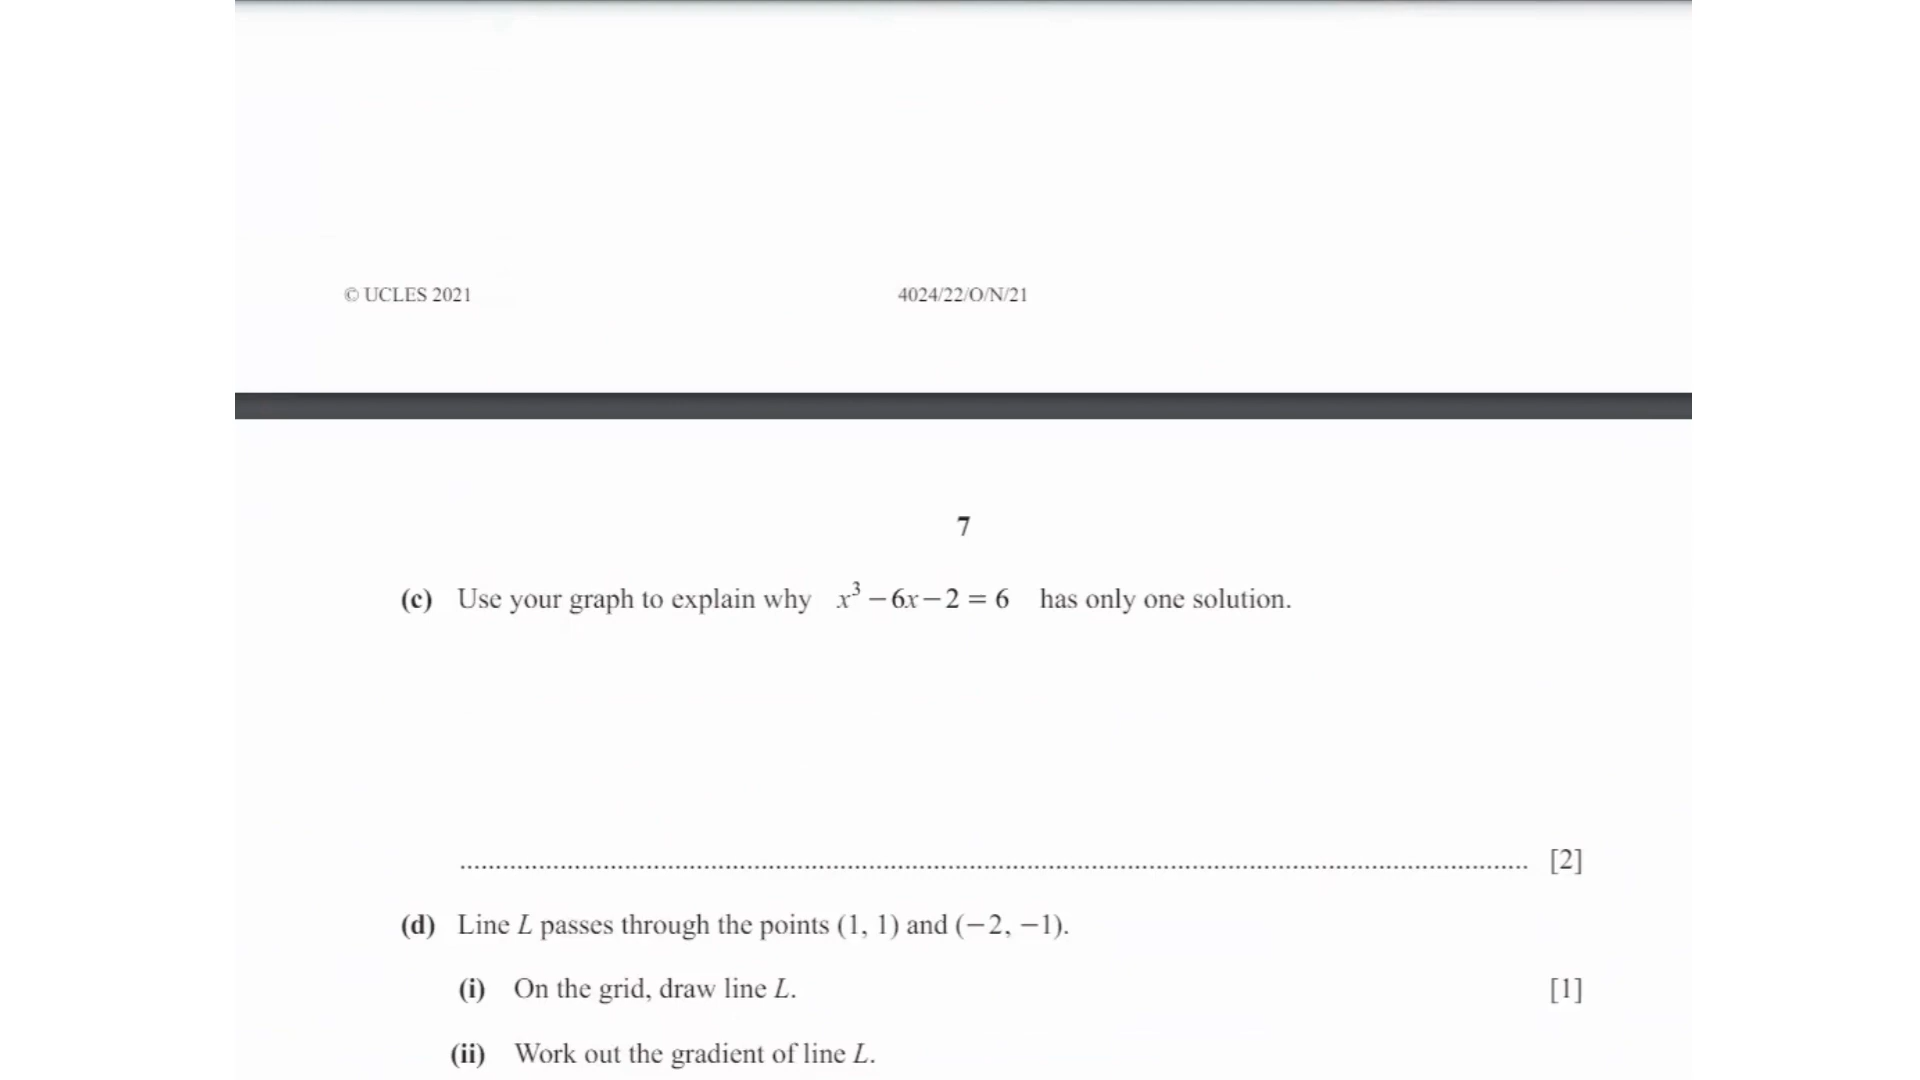 © UCLES 2021 4024/22/O/N/21
7
(c) Use your graph to explain why x³ − 6x − 2 = 6 has only one solution.
.................................................................................................................................................... [2]
(d) Line L passes through the points (1, 1) and (−2, −1).
(i) On the grid, draw line L. [1]
(ii) Work out the gradient of line L.